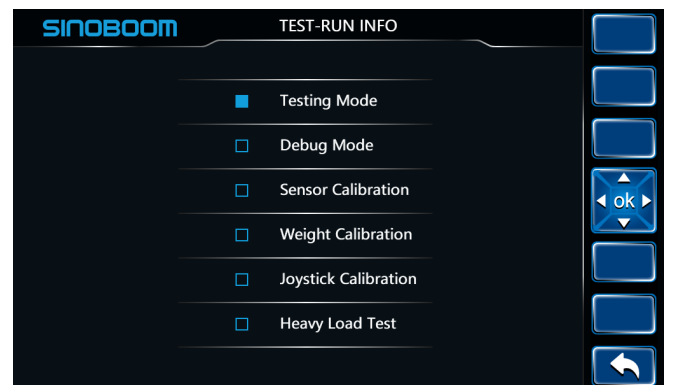 SINOBOOM
TEST-RUN INFO
Testing Mode
Debug Mode
Sensor Calibration
Weight Calibration
Joystick Calibration
Heavy Load Test
ok